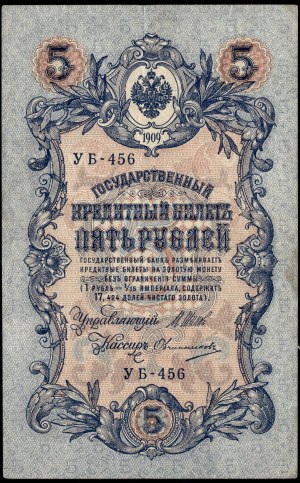 5 5
1909
УБ-456
ГОСУДАРСТВЕННЫЙ
КРЕДИТНЫЙ БИЛЕТЪ
ПЯТЬ РУБЛЕЙ
ГОСУДАРСТВЕННЫЙ БАНКЪ РАЗМѢНИВАЕТЪ
КРЕДИТНЫЕ БИЛЕТЫ НА ЗОЛОТУЮ МОНЕТУ
БЕЗЪ ОГРАНИЧЕНІЯ СУММЫ
(1 РУБЛЬ = 1/15 ИМПЕРІАЛА, СОДЕРЖИТЪ
17,424 ДОЛЕЙ ЧИСТАГО ЗОЛОТА).
Управляющій
Кассиръ
УБ-456
5